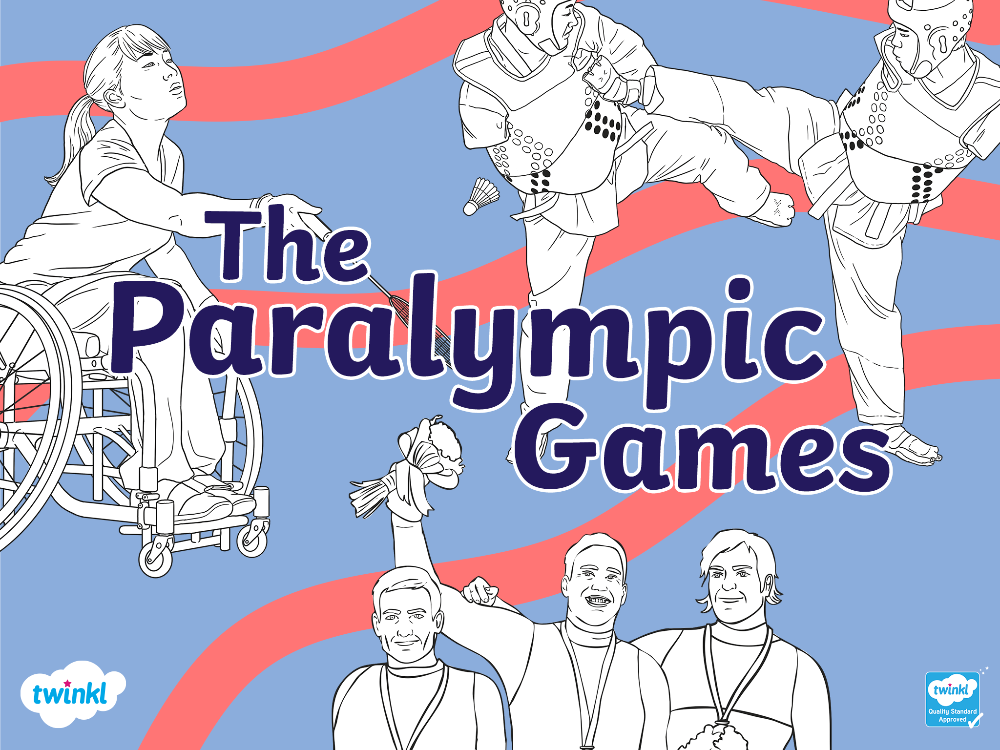 The
Paralympic
Games
twinkl
twinkl
Quality Standard
Approved